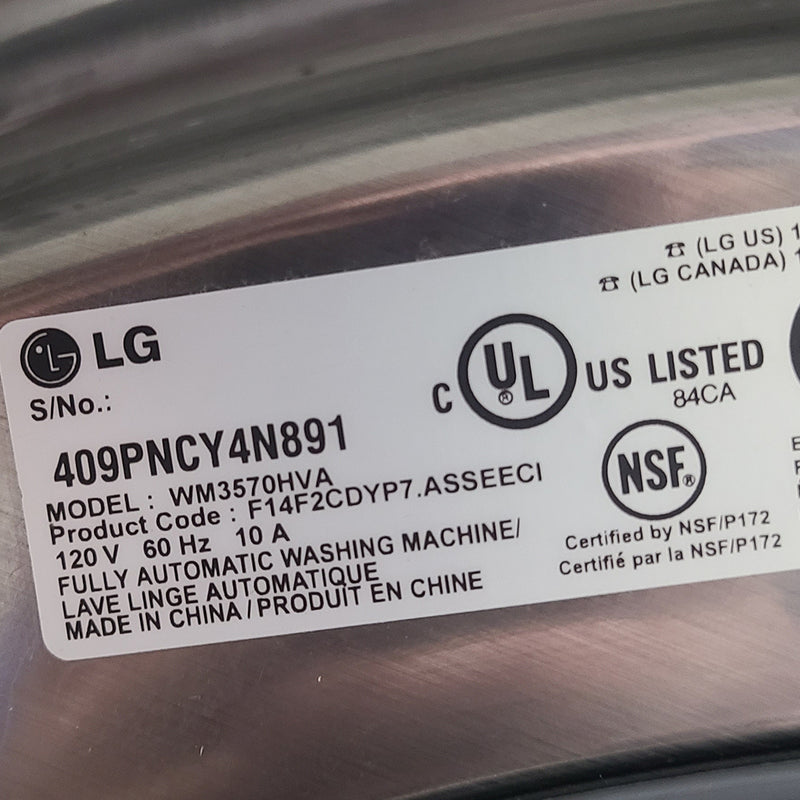 ☎ (LG US) 1
☎ (LG CANADA) 1
LG
S/No.:
409PNCY4N891
C UL® US LISTED
84CA
MODEL : WM3570HVA
Product Code : F14F2CDYP7.ASSEECI
120 V 60 Hz 10 A
FULLY AUTOMATIC WASHING MACHINE/
LAVE LINGE AUTOMATIQUE
MADE IN CHINA / PRODUIT EN CHINE
NSF®
Certified by NSF/P172
Certifié par la NSF/P172